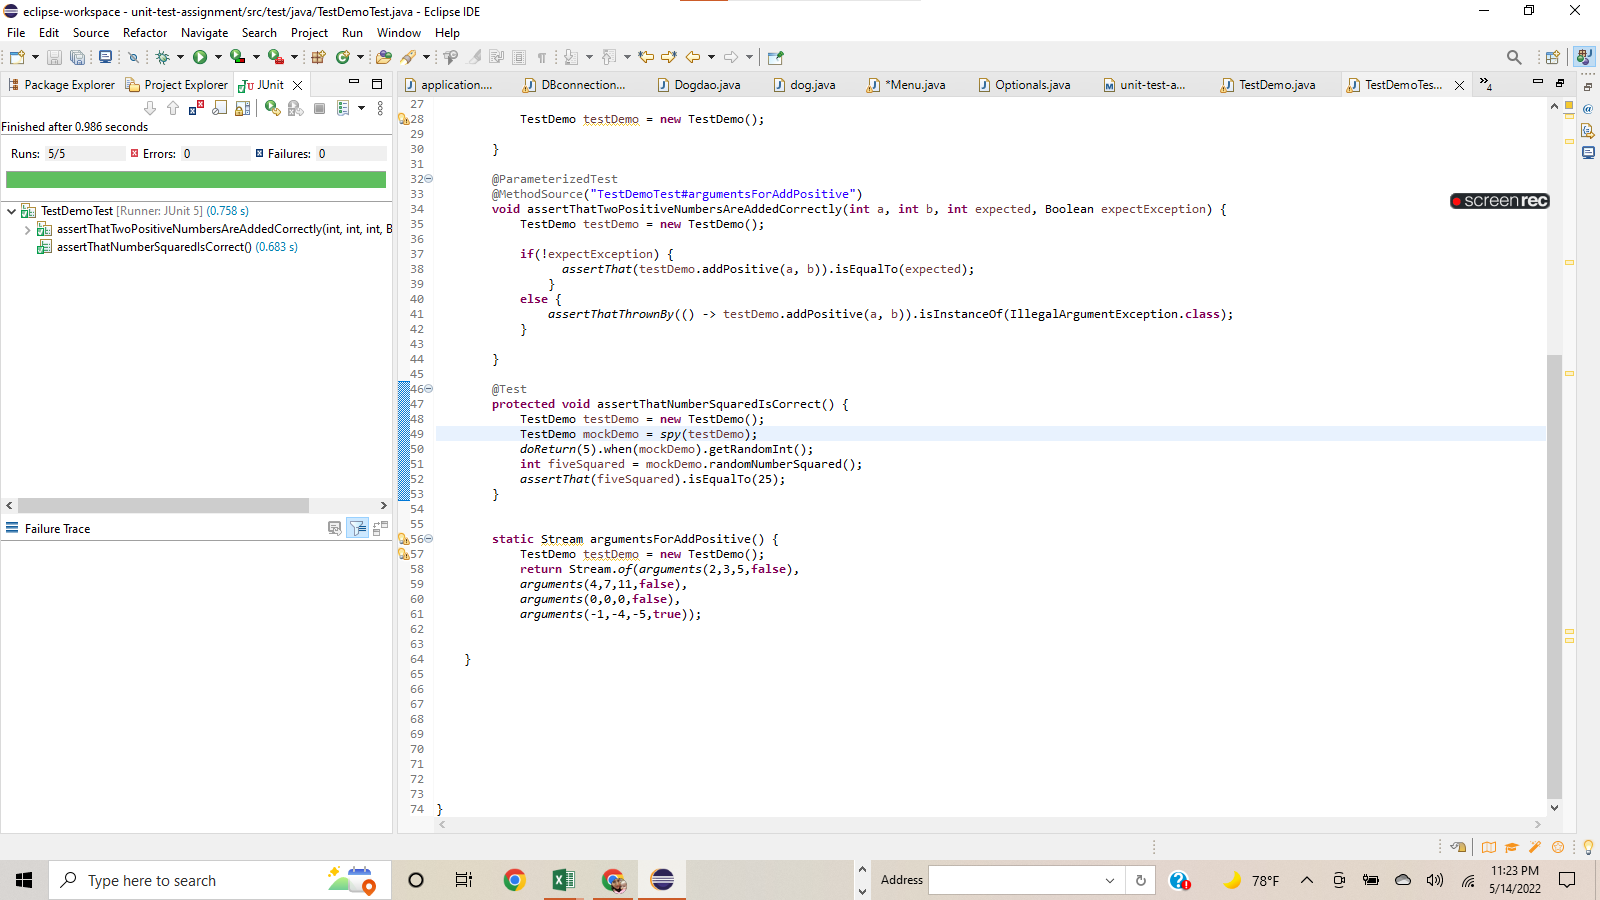 eclipse-workspace - unit-test-assignment/src/test/java/TestDemoTest.java - Eclipse IDE
File Edit Source Refactor Navigate Search Project Run Window Help
Package Explorer Project Explorer JUnit
application.... DBconnection... Dogdao.java dog.java *Menu.java Optionals.java unit-test-a... TestDemo.java TestDemoTes... 4
Finished after 0.986 seconds
Runs: 5/5 Errors: 0 Failures: 0
TestDemoTest [Runner: JUnit 5] (0.758 s)
assertThatTwoPositiveNumbersAreAddedCorrectly(int, int, int, B
assertThatNumberSquaredIsCorrect() (0.683 s)
Failure Trace
27
28 TestDemo testDemo = new TestDemo();
29
30 }
31
32 @ParameterizedTest
33 @MethodSource("TestDemoTest#argumentsForAddPositive")
34 void assertThatTwoPositiveNumbersAreAddedCorrectly(int a, int b, int expected, Boolean expectException) {
35 TestDemo testDemo = new TestDemo();
36
37 if(!expectException) {
38 assertThat(testDemo.addPositive(a, b)).isEqualTo(expected);
39 }
40 else {
41 assertThatThrownBy(() -> testDemo.addPositive(a, b)).isInstanceOf(IllegalArgumentException.class);
42 }
43
44 }
45
46 @Test
47 protected void assertThatNumberSquaredIsCorrect() {
48 TestDemo testDemo = new TestDemo();
49 TestDemo mockDemo = spy(testDemo);
50 doReturn(5).when(mockDemo).getRandomInt();
51 int fiveSquared = mockDemo.randomNumberSquared();
52 assertThat(fiveSquared).isEqualTo(25);
53 }
54
55
56 static Stream argumentsForAddPositive() {
57 TestDemo testDemo = new TestDemo();
58 return Stream.of(arguments(2,3,5,false),
59 arguments(4,7,11,false),
60 arguments(0,0,0,false),
61 arguments(-1,-4,-5,true));
62
63
64 }
65
66
67
68
69
70
71
72
73
74 }
screenrec
Type here to search
Address
78°F
11:23 PM
5/14/2022